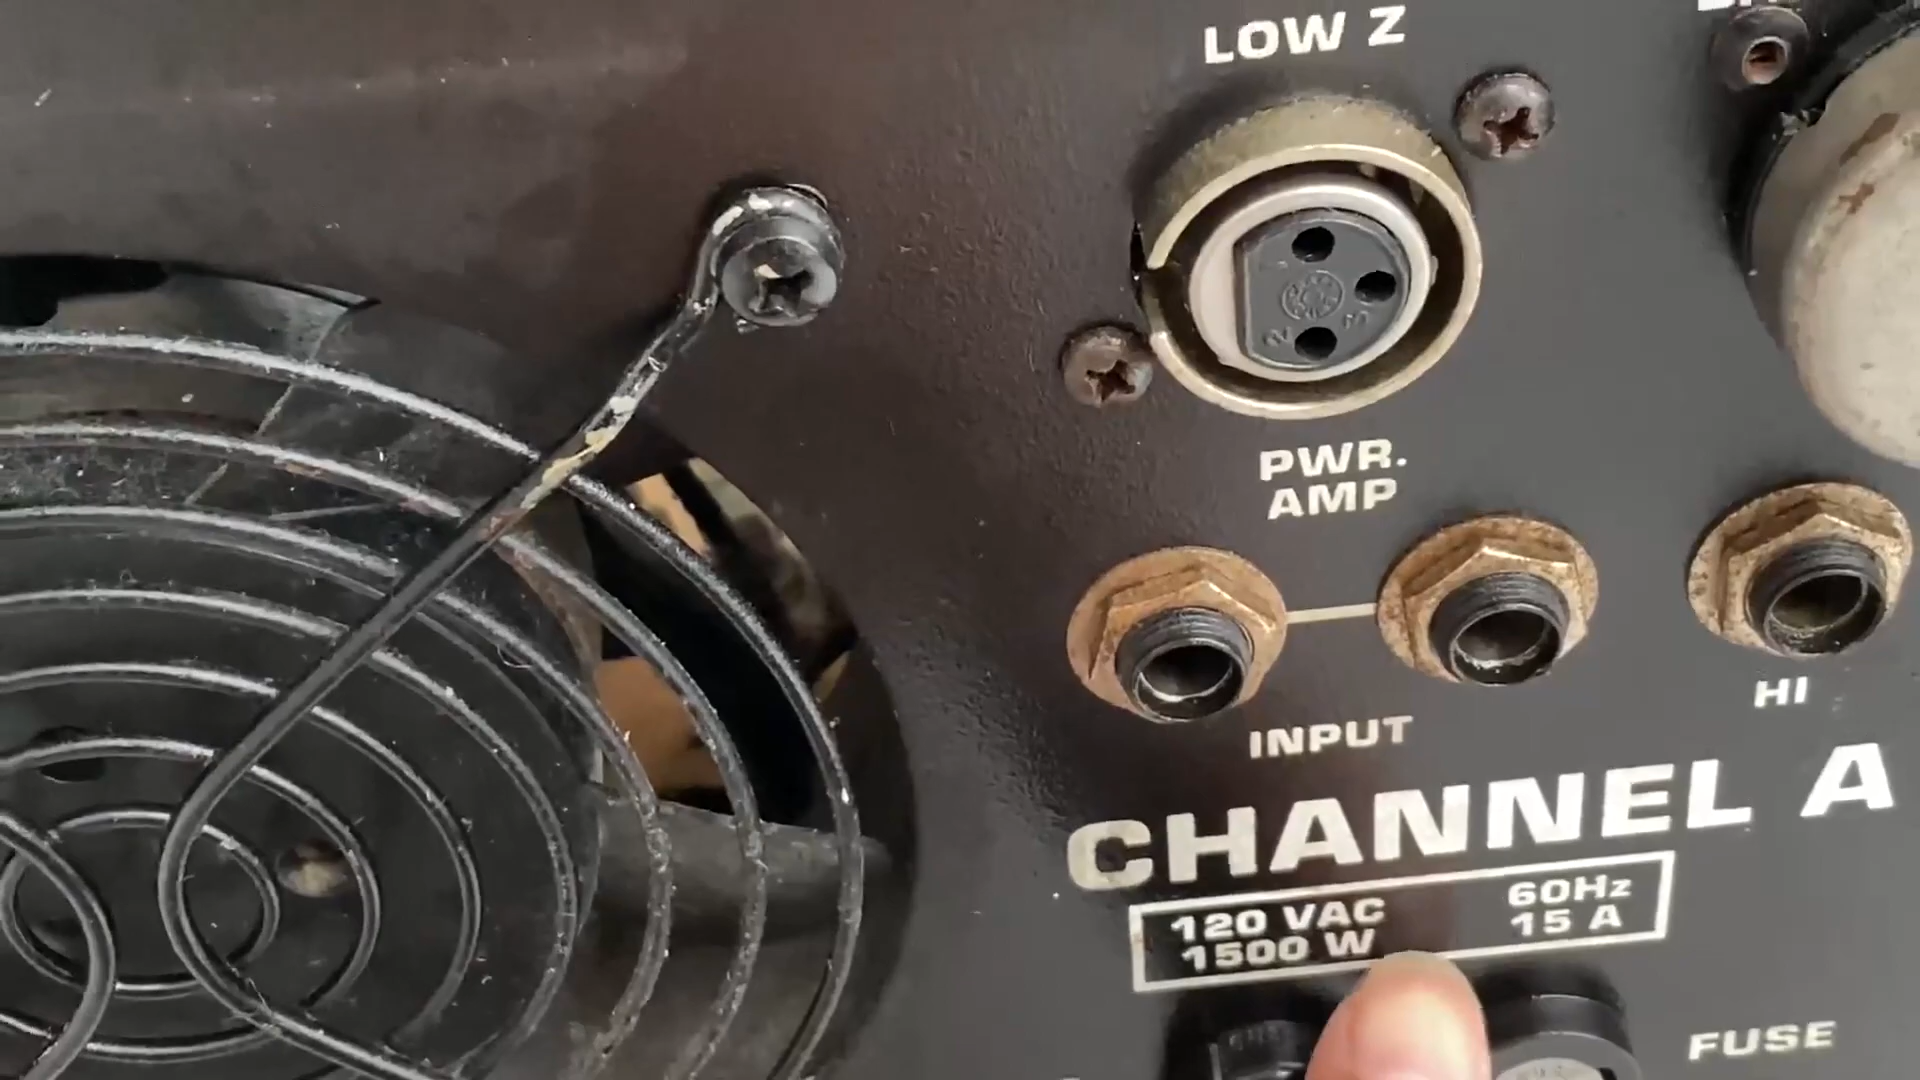 LOW Z
PWR.
AMP
INPUT
HI
CHANNEL A
120 VAC 60Hz
1500 W 15 A
FUSE